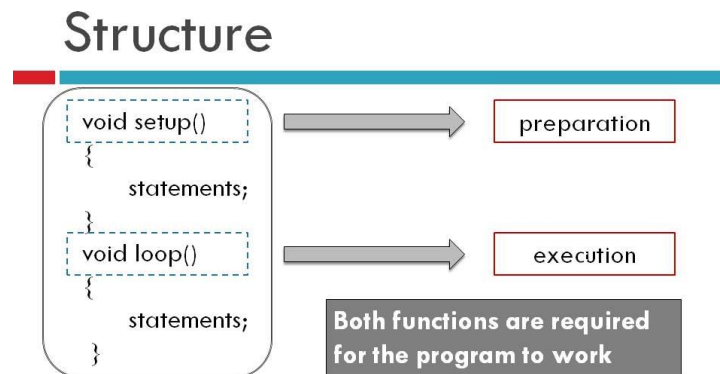 Structure
void setup()
preparation
{
statements;
}
void loop()
execution
{
statements;
}
Both functions are required
for the program to work